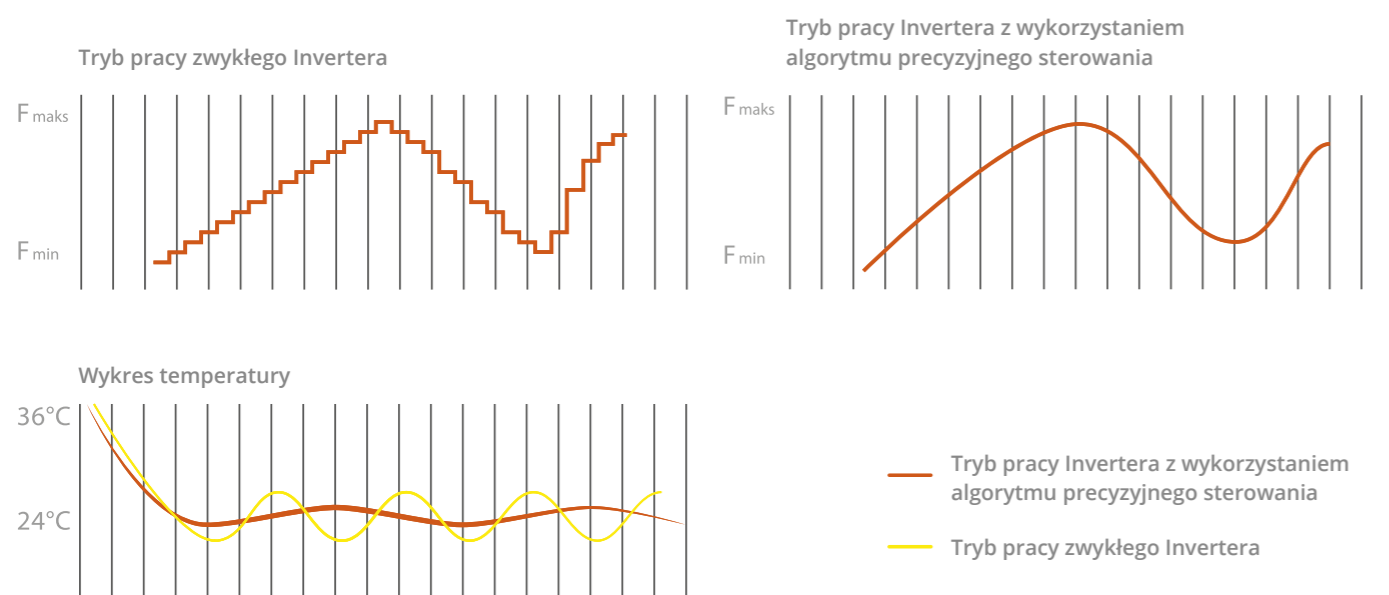 Tryb pracy zwykłego Invertera
F maks
F min
Tryb pracy Invertera z wykorzystaniem
algorytmu precyzyjnego sterowania
F maks
F min
Wykres temperatury
36°C
24°C
Tryb pracy Invertera z wykorzystaniem
algorytmu precyzyjnego sterowania
Tryb pracy zwykłego Invertera